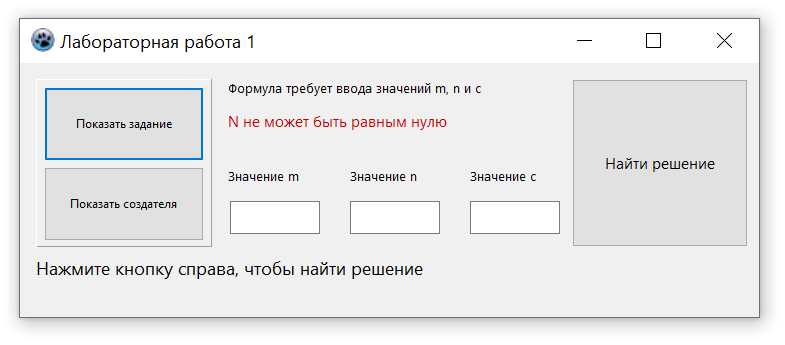 Лабораторная работа 1
Показать задание
Показать создателя
Формула требует ввода значений m, n и c
N не может быть равным нулю
Значение m
Значение n
Значение c
Найти решение
Нажмите кнопку справа, чтобы найти решение